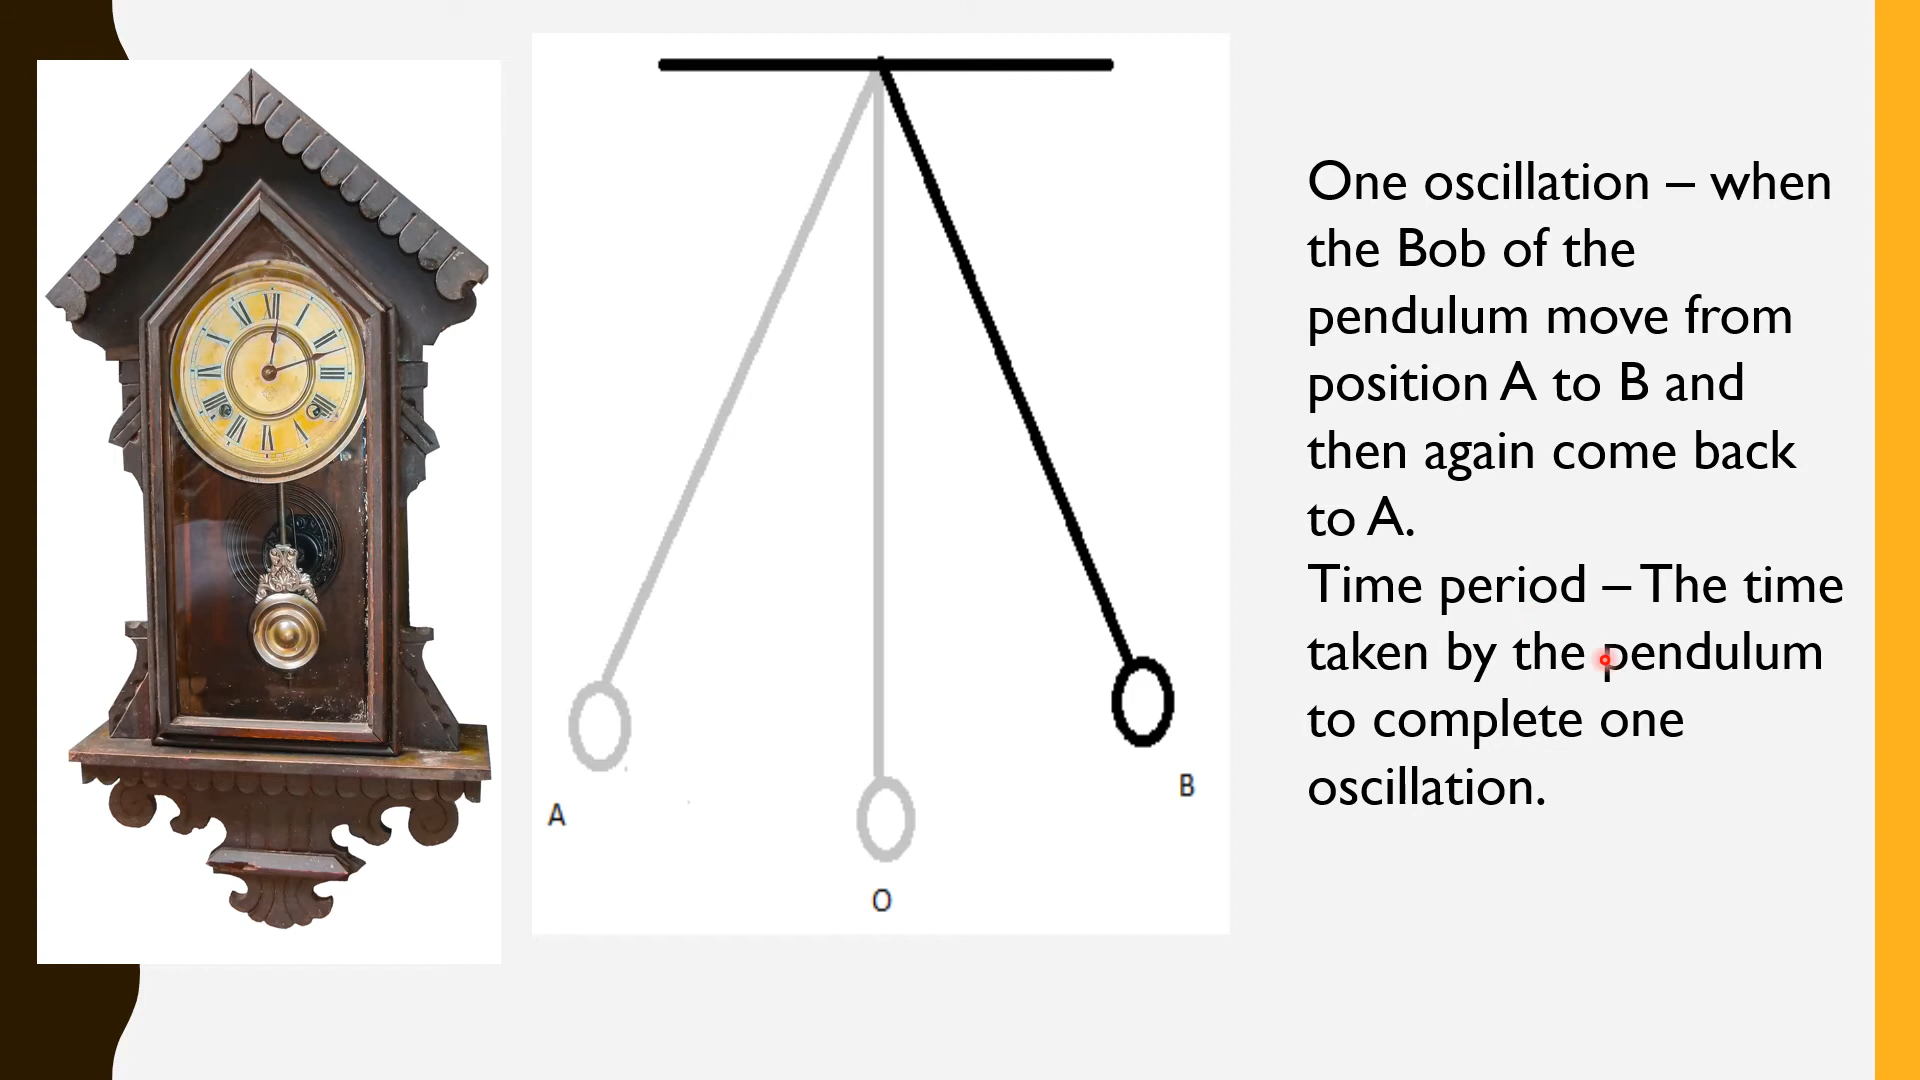 A
O
B
One oscillation – when
the Bob of the
pendulum move from
position A to B and
then again come back
to A.
Time period – The time
taken by the pendulum
to complete one
oscillation.